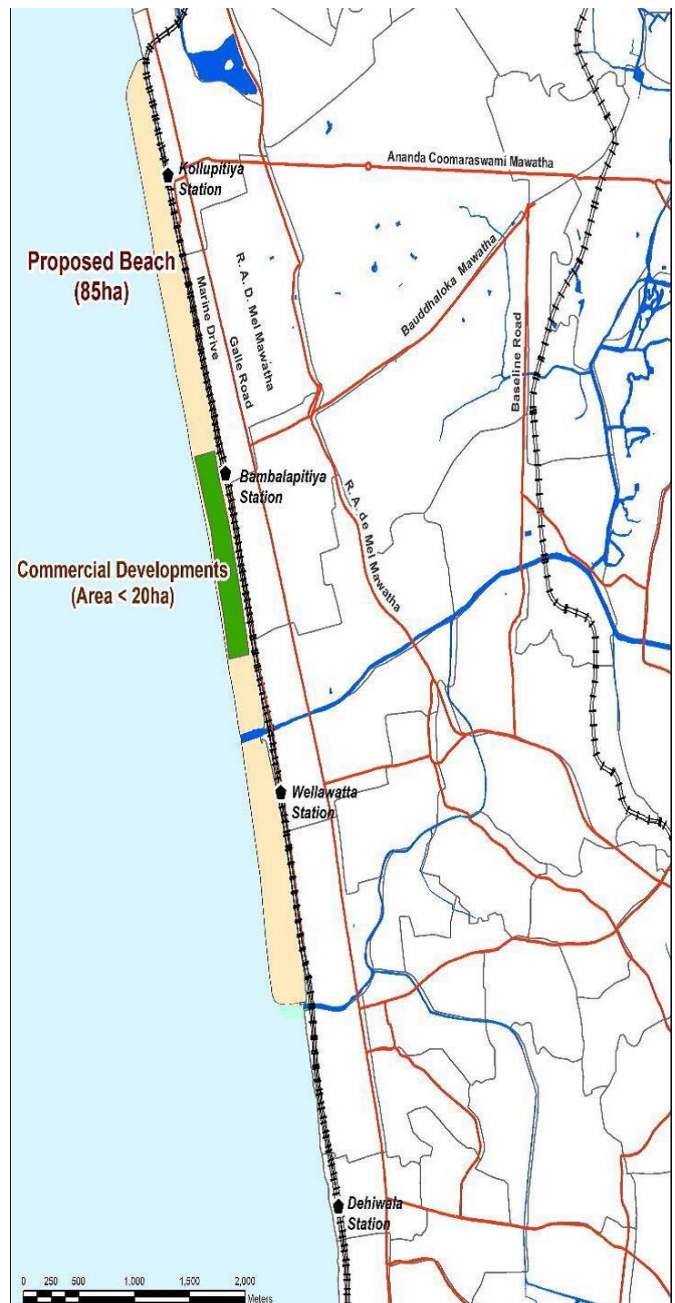 Kollupitiya
Station
Ananda Coomaraswami Mawatha
Proposed Beach
(85ha)
Marine Drive
Galle Road
R. A. D. Mel Mawatha
Bauddhaloka Mawatha
Baseline Road
Bambalapitiya
Station
R. A. de Mel Mawatha
Commercial Developments
(Area < 20ha)
Wellawatta
Station
Dehiwala
Station
0 250 500 1,000 1,500 2,000
Meters